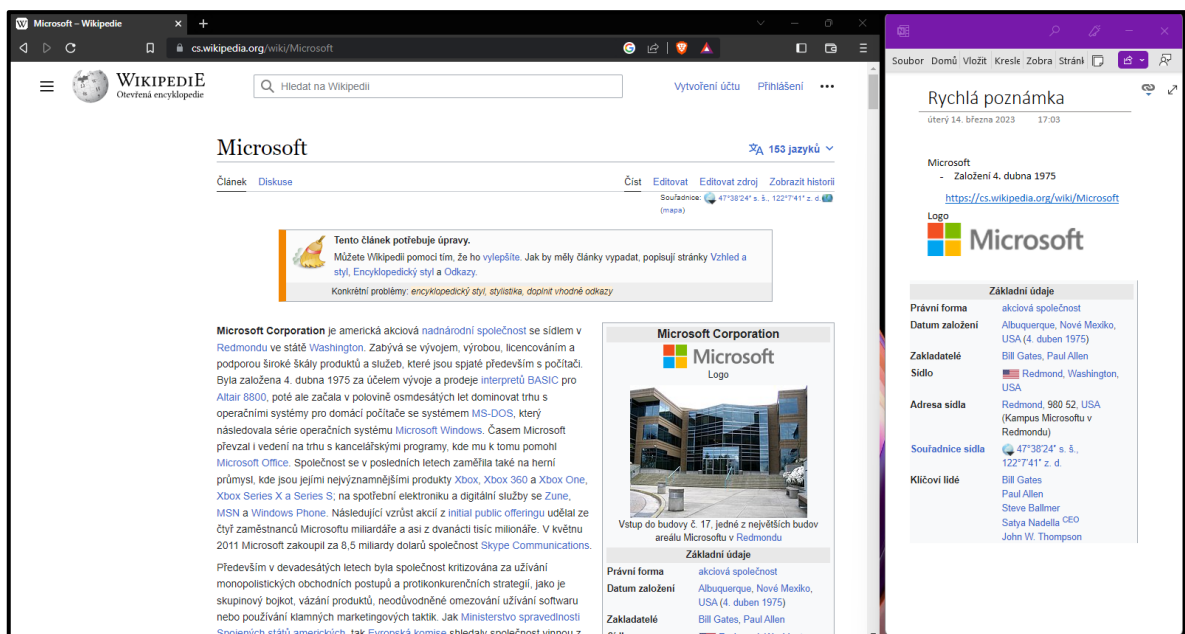 Microsoft – Wikipedie
cs.wikipedia.org/wiki/Microsoft
WIKIPEDIE
Otevřená encyklopedie
Hledat na Wikipedii
Vytvoření účtu Přihlášení
Microsoft
153 jazyků
Článek Diskuse
Číst Editovat Editovat zdroj Zobrazit historii
Souřadnice: 47°38′24″ s. š., 122°7′41″ z. d.
(mapa)
Tento článek potřebuje úpravy.
Můžete Wikipedii pomoci tím, že ho vylepšíte. Jak by měly články vypadat, popisují stránky Vzhled a
styl, Encyklopedický styl a Odkazy.
Konkrétní problémy: encyklopedický styl, stylistika, doplnit vhodné odkazy
Microsoft Corporation je americká akciová nadnárodní společnost se sídlem v
Redmondu ve státě Washington. Zabývá se vývojem, výrobou, licencováním a
podporou široké škály produktů a služeb, které jsou spjaté především s počítači.
Byla založena 4. dubna 1975 za účelem vývoje a prodeje interpretů BASIC pro
Altair 8800, poté ale začala v polovině osmdesátých let dominovat trhu s
operačními systémy pro domácí počítače se systémem MS-DOS, který
následovala série operačních systému Microsoft Windows. Časem Microsoft
převzal i vedení na trhu s kancelářskými programy, kde mu k tomu pomohl
Microsoft Office. Společnost se v posledních letech zaměřila také na herní
průmysl, kde jsou jejími nejvýznamnějšími produkty Xbox, Xbox 360 a Xbox One,
Xbox Series X a Series S; na spotřební elektroniku a digitální služby se Zune,
MSN a Windows Phone. Následující vzrůst akcií z initial public offeringu udělal ze
čtyř zaměstnanců Microsoftu miliardáře a asi z dvanácti tisíc milionáře. V květnu
2011 Microsoft zakoupil za 8,5 miliardy dolarů společnost Skype Communications.
Především v devadesátých letech byla společnost kritizována za užívání
monopolistických obchodních postupů a protikonkurenčních strategií, jako je
skupinový bojkot, vázání produktů, neodůvodněné omezování užívání softwaru
nebo používání klamných marketingových taktik. Jak Ministerstvo spravedlnosti
Spojených států amerických, tak Evropská komise shledaly společnost vinnou z
Microsoft Corporation
Microsoft
Logo
Vstup do budovy č. 17, jedné z největších budov
areálu Microsoftu v Redmondu
Základní údaje
Právní forma akciová společnost
Datum založení Albuquerque, Nové Mexiko,
USA (4. duben 1975)
Zakladatelé Bill Gates, Paul Allen
Soubor Domů Vložit Kresle Zobra Stránk
Rychlá poznámka
úterý 14. března 2023 17:03
Microsoft
- Založení 4. dubna 1975
https://cs.wikipedia.org/wiki/Microsoft
Logo
Microsoft
Základní údaje
Právní forma akciová společnost
Datum založení Albuquerque, Nové Mexiko,
USA (4. duben 1975)
Zakladatelé Bill Gates, Paul Allen
Sídlo Redmond, Washington,
USA
Adresa sídla Redmond, 980 52, USA
(Kampus Microsoftu v
Redmondu)
Souřadnice sídla 47°38′24″ s. š.,
122°7′41″ z. d.
Klíčoví lidé Bill Gates
Paul Allen
Steve Ballmer
Satya Nadella CEO
John W. Thompson